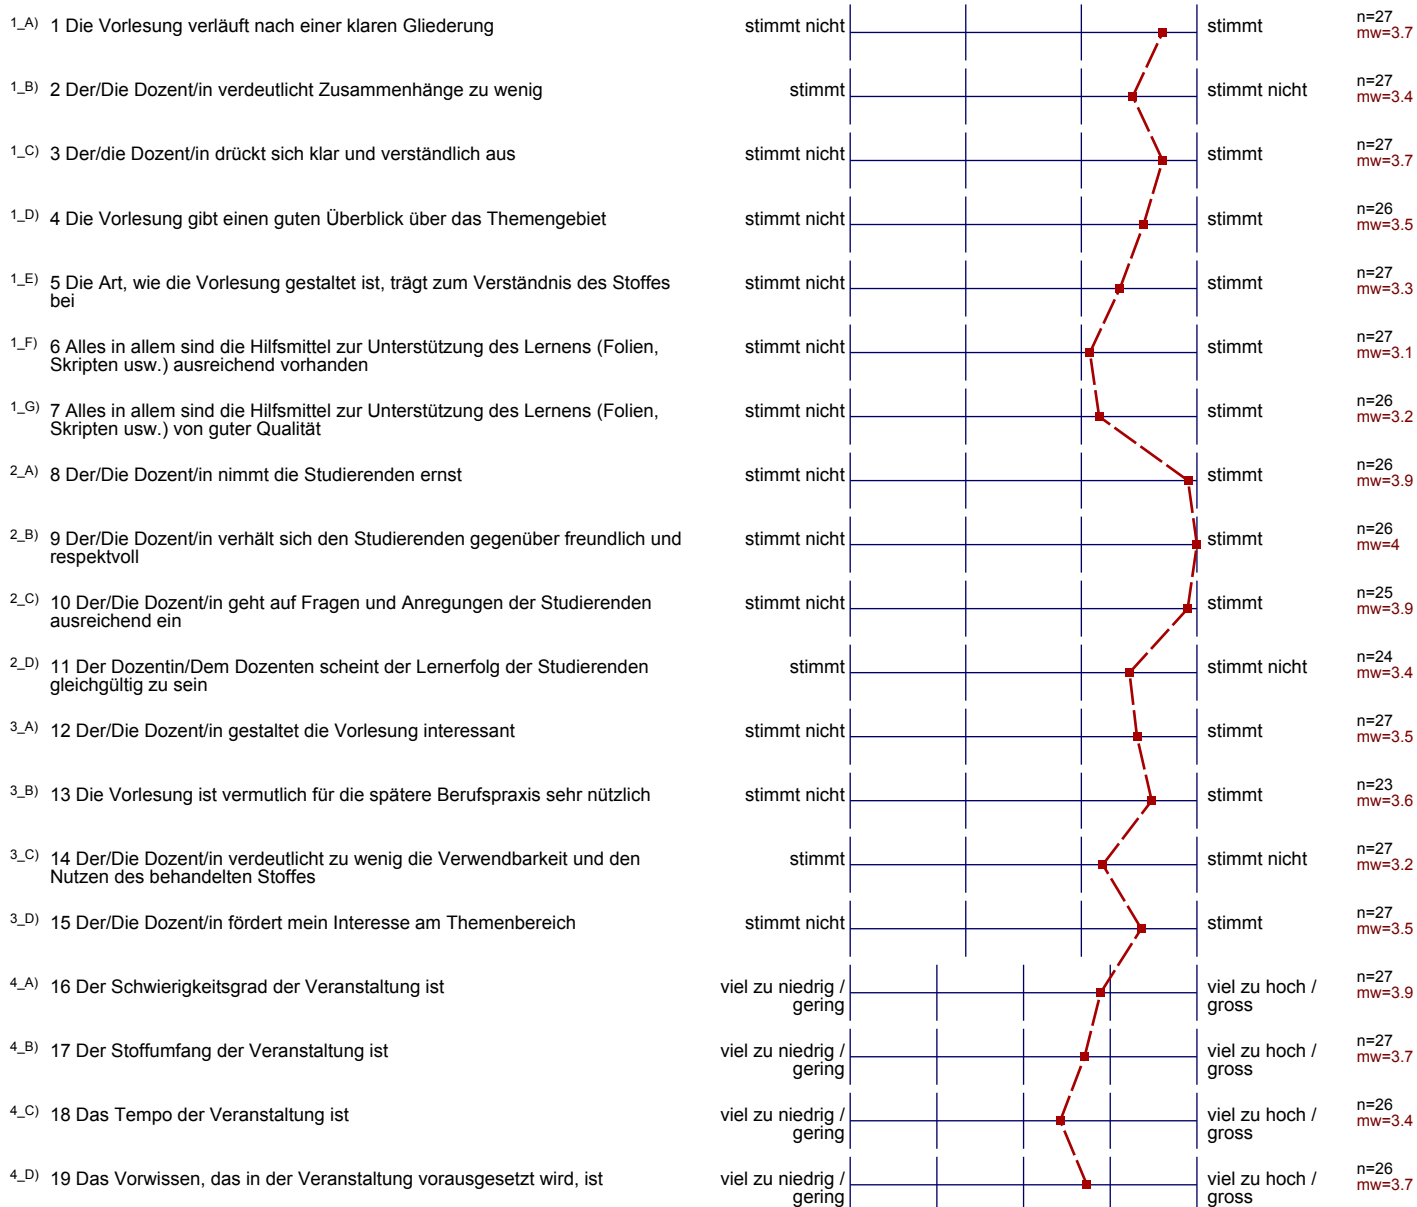 1_A) 1 Die Vorlesung verläuft nach einer klaren Gliederung stimmt nicht stimmt n=27
mw=3.7
1_B) 2 Der/Die Dozent/in verdeutlicht Zusammenhänge zu wenig stimmt stimmt nicht n=27
mw=3.4
1_C) 3 Der/die Dozent/in drückt sich klar und verständlich aus stimmt nicht stimmt n=27
mw=3.7
1_D) 4 Die Vorlesung gibt einen guten Überblick über das Themengebiet stimmt nicht stimmt n=26
mw=3.5
1_E) 5 Die Art, wie die Vorlesung gestaltet ist, trägt zum Verständnis des Stoffes stimmt nicht stimmt n=27
bei mw=3.3
1_F) 6 Alles in allem sind die Hilfsmittel zur Unterstützung des Lernens (Folien, stimmt nicht stimmt n=27
Skripten usw.) ausreichend vorhanden mw=3.1
1_G) 7 Alles in allem sind die Hilfsmittel zur Unterstützung des Lernens (Folien, stimmt nicht stimmt n=26
Skripten usw.) von guter Qualität mw=3.2
2_A) 8 Der/Die Dozent/in nimmt die Studierenden ernst stimmt nicht stimmt n=26
mw=3.9
2_B) 9 Der/Die Dozent/in verhält sich den Studierenden gegenüber freundlich und stimmt nicht stimmt n=26
respektvoll mw=4
2_C) 10 Der/Die Dozent/in geht auf Fragen und Anregungen der Studierenden stimmt nicht stimmt n=25
ausreichend ein mw=3.9
2_D) 11 Der Dozentin/Dem Dozenten scheint der Lernerfolg der Studierenden stimmt stimmt nicht n=24
gleichgültig zu sein mw=3.4
3_A) 12 Der/Die Dozent/in gestaltet die Vorlesung interessant stimmt nicht stimmt n=27
mw=3.5
3_B) 13 Die Vorlesung ist vermutlich für die spätere Berufspraxis sehr nützlich stimmt nicht stimmt n=23
mw=3.6
3_C) 14 Der/Die Dozent/in verdeutlicht zu wenig die Verwendbarkeit und den stimmt stimmt nicht n=27
Nutzen des behandelten Stoffes mw=3.2
3_D) 15 Der/Die Dozent/in fördert mein Interesse am Themenbereich stimmt nicht stimmt n=27
mw=3.5
4_A) 16 Der Schwierigkeitsgrad der Veranstaltung ist viel zu niedrig / viel zu hoch / n=27
gering gross mw=3.9
4_B) 17 Der Stoffumfang der Veranstaltung ist viel zu niedrig / viel zu hoch / n=27
gering gross mw=3.7
4_C) 18 Das Tempo der Veranstaltung ist viel zu niedrig / viel zu hoch / n=26
gering gross mw=3.4
4_D) 19 Das Vorwissen, das in der Veranstaltung vorausgesetzt wird, ist viel zu niedrig / viel zu hoch / n=26
gering gross mw=3.7